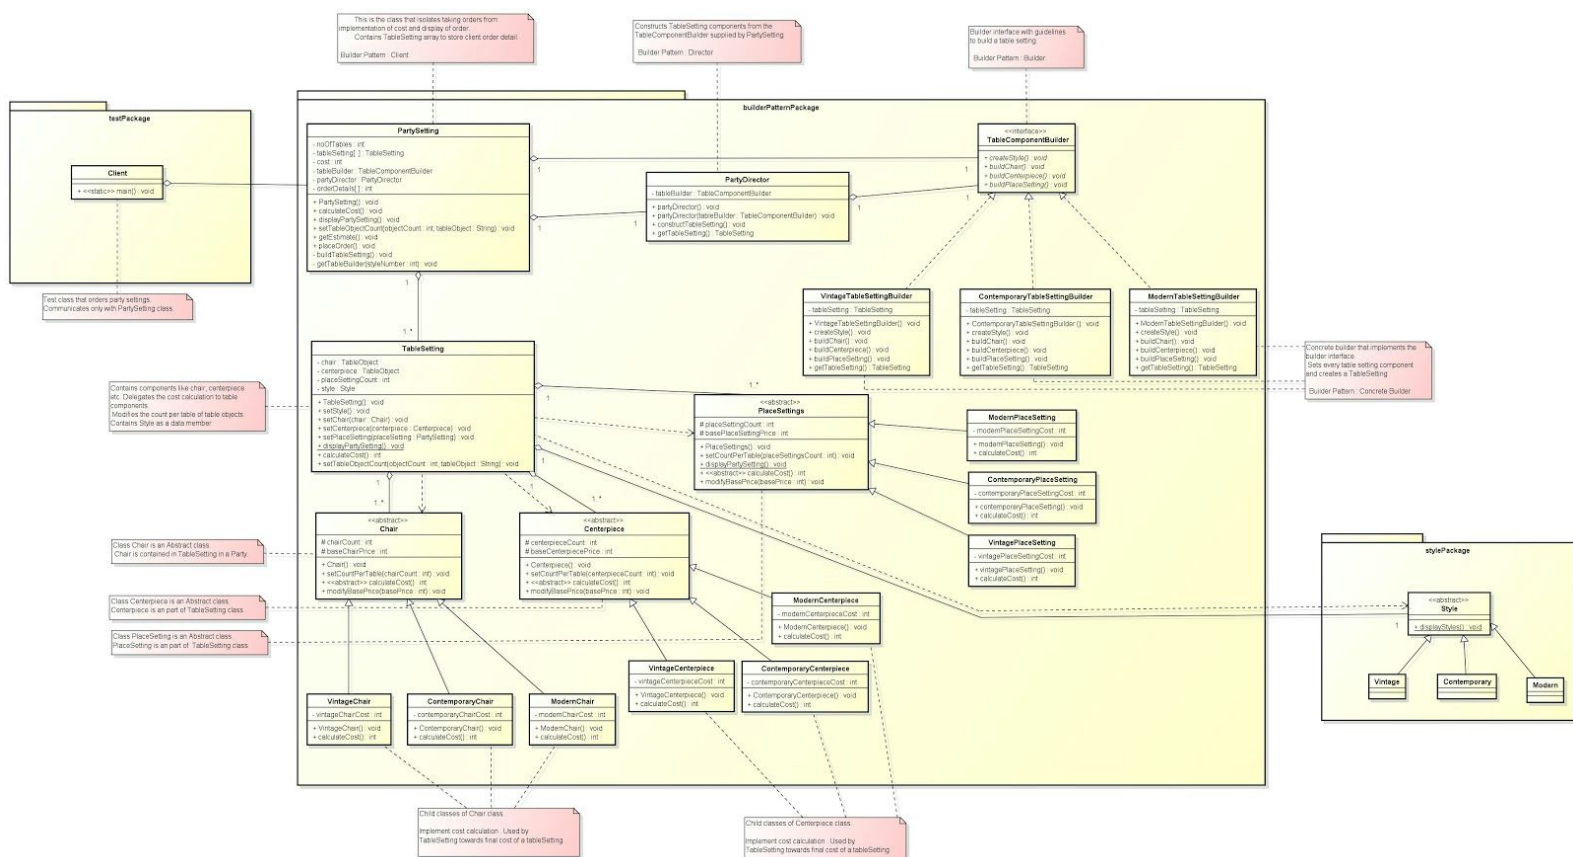 This is the class that isolates taking orders from
implementation of cost and display of order.
Contains TableSetting array to store client order detail.
Builder Pattern : Client
Constructs TableSetting components from the
TableComponentBuilder supplied by PartySetting
Builder Pattern : Director
Builder interface with guidelines
to build a table setting.
Builder Pattern : Builder
testPackage
Client
+ <<static>> main() : void
Test class that orders party settings.
Communicates only with PartySetting class
builderPatternPackage
PartySetting
- noOfTables : int
- tableSetting[ ] : TableSetting
- cost : int
- tableBuilder : TableComponentBuilder
- partyDirector : PartyDirector
- orderDetails[ ] : int
+ PartySetting() : void
+ calculateCost() : void
+ displayPartySetting() : void
+ setTableObjectCount(objectCount : int, tableObject : String) : void
+ getEstimate() : void
+ placeOrder() : void
- buildTableSetting() : void
- getTableBuilder(styleNumber : int) : void
1
1
1
1..*
PartyDirector
- tableBuilder : TableComponentBuilder
+ partyDirector() : void
+ partyDirector(tableBuilder : TableComponentBuilder) : void
+ constructTableSetting() : void
+ getTableSetting() : TableSetting
1
1
1
<<interface>>
TableComponentBuilder
+ createStyle() : void
+ buildChair() : void
+ buildCenterpiece() : void
+ buildPlaceSetting() : void
VintageTableSettingBuilder
- tableSetting : TableSetting
+ VintageTableSettingBuilder() : void
+ createStyle() : void
+ buildChair() : void
+ buildCenterpiece() : void
+ buildPlaceSetting() : void
+ getTableSetting() : TableSetting
ContemporaryTableSettingBuilder
- tableSetting : TableSetting
+ ContemporaryTableSettingBuilder () : void
+ createStyle() : void
+ buildChair() : void
+ buildCenterpiece() : void
+ buildPlaceSetting() : void
+ getTableSetting() : TableSetting
ModernTableSettingBuilder
- tableSetting : TableSetting
+ ModernTableSettingBuilder() : void
+ createStyle() : void
+ buildChair() : void
+ buildCenterpiece() : void
+ buildPlaceSetting() : void
+ getTableSetting() : TableSetting
Concrete builder that implements the
builder interface.
Sets every table setting component
and creates a TableSetting
Builder Pattern : Concrete Builder
Contains components like chair, centerpiece
etc. Delegates the cost calculation to table
components.
Modifies the count per table of table objects.
Contains Style as a data member
TableSetting
- chair : TableObject
- centerpiece : TableObject
- placeSettingCount : int
- style : Style
+ TableSetting() : void
+ setStyle() : void
+ setChair(chair : Chair) : void
+ setCenterpiece(centerpiece : Centerpiece) : void
+ setPlaceSetting(placeSetting : PartySetting) : void
+ displayPartySetting() : void
+ calculateCost() : int
+ setTableObjectCount(objectCount : int, tableObject : String) : void
1
1
1
1
1..*
1..*
1..*
<<abstract>>
PlaceSettings
# placeSettingCount : int
# basePlaceSettingPrice : int
+ PlaceSettings() : void
+ setCountPerTable(placeSettingsCount : int) : void
+ displayPartySetting() : void
+ <<abstract>> calculateCost() : int
+ modifyBasePrice(basePrice : int) : void
ModernPlaceSetting
- modernPlaceSettingCost : int
+ modernPlaceSetting() : void
+ calculateCost() : int
ContemporaryPlaceSetting
- contemporaryPlaceSettingCost : int
+ contemporaryPlaceSetting() : void
+ calculateCost() : int
VintagePlaceSetting
- vintagePlaceSettingCost : int
+ vintagePlaceSetting() : void
+ calculateCost() : int
Class Chair is an Abstract class.
Chair is contained in TableSetting in a Party.
Class Centerpiece is an Abstract class.
Centerpiece is an part of TableSetting class
Class PlaceSetting is an Abstract class.
PlaceSetting is an part of TableSetting class
<<abstract>>
Chair
# chairCount : int
# baseChairPrice : int
+ Chair() : void
+ setCountPerTable(chairCount : int) : void
+ <<abstract>> calculateCost() : int
+ modifyBasePrice(basePrice : int) : void
<<abstract>>
Centerpiece
# centerpieceCount : int
# baseCenterpiecePrice : int
+ Centerpiece() : void
+ setCountPerTable(centerpieceCount : int) : void
+ <<abstract>> calculateCost() : int
+ modifyBasePrice(basePrice : int) : void
ModernCenterpiece
- modernCenterpieceCost : int
+ ModernCenterpiece() : void
+ calculateCost() : int
VintageCenterpiece
- vintageCenterpieceCost : int
+ VintageCenterpiece() : void
+ calculateCost() : int
ContemporaryCenterpiece
- contemporaryCenterpieceCost : int
+ ContemporaryCenterpiece() : void
+ calculateCost() : int
VintageChair
- vintageChairCost : int
+ VintageChair() : void
+ calculateCost() : int
ContemporaryChair
- contemporaryChairCost : int
+ ContemporaryChair() : void
+ calculateCost() : int
ModernChair
- modernChairCost : int
+ ModernChair() : void
+ calculateCost() : int
stylePackage
<<abstract>>
Style
+ displayStyles() : void
1
Vintage
Contemporary
Modern
Child classes of Chair class.
Implement cost calculation . Used by
TableSetting towards final cost of a tableSetting
Child classes of Centerpiece class.
Implement cost calculation . Used by
TableSetting towards final cost of a tableSetting